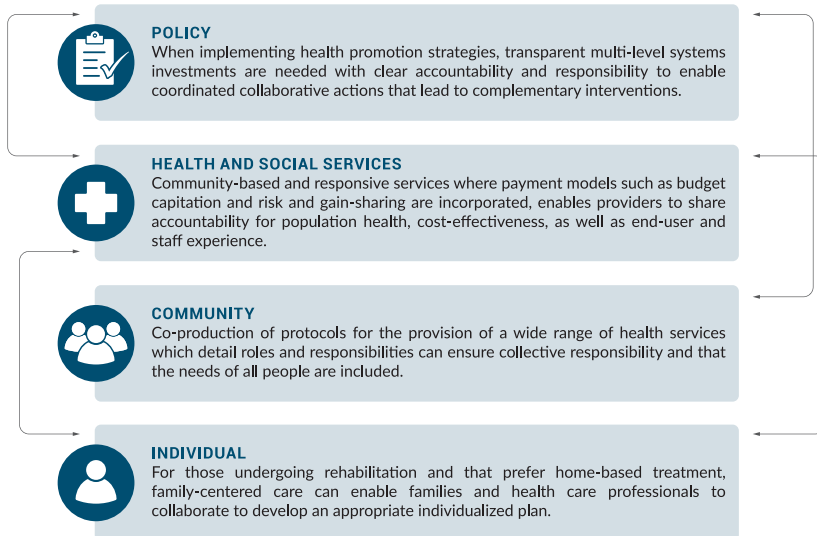 POLICY
When implementing health promotion strategies, transparent multi-level systems
investments are needed with clear accountability and responsibility to enable
coordinated collaborative actions that lead to complementary interventions.
HEALTH AND SOCIAL SERVICES
Community-based and responsive services where payment models such as budget
capitation and risk and gain-sharing are incorporated, enables providers to share
accountability for population health, cost-effectiveness, as well as end-user and
staff experience.
COMMUNITY
Co-production of protocols for the provision of a wide range of health services
which detail roles and responsibilities can ensure collective responsibility and that
the needs of all people are included.
INDIVIDUAL
For those undergoing rehabilitation and that prefer home-based treatment,
family-centered care can enable families and health care professionals to
collaborate to develop an appropriate individualized plan.